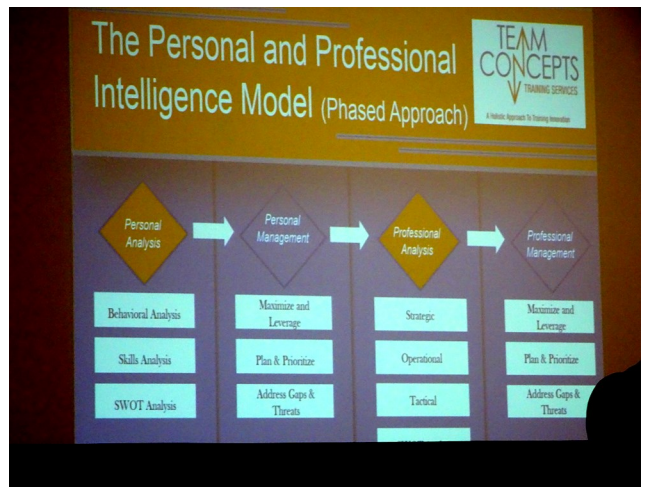 The Personal and Professional
Intelligence Model (Phased Approach)
TEAM
CONCEPTS
TRAINING SERVICES
A Holistic Approach To Training Innovation
Personal
Analysis
Personal
Management
Professional
Analysis
Professional
Management
Behavioral Analysis
Skills Analysis
SWOT Analysis
Maximize and
Leverage
Plan & Prioritize
Address Gaps &
Threats
Strategic
Operational
Tactical
Maximize and
Leverage
Plan & Prioritize
Address Gaps &
Threats